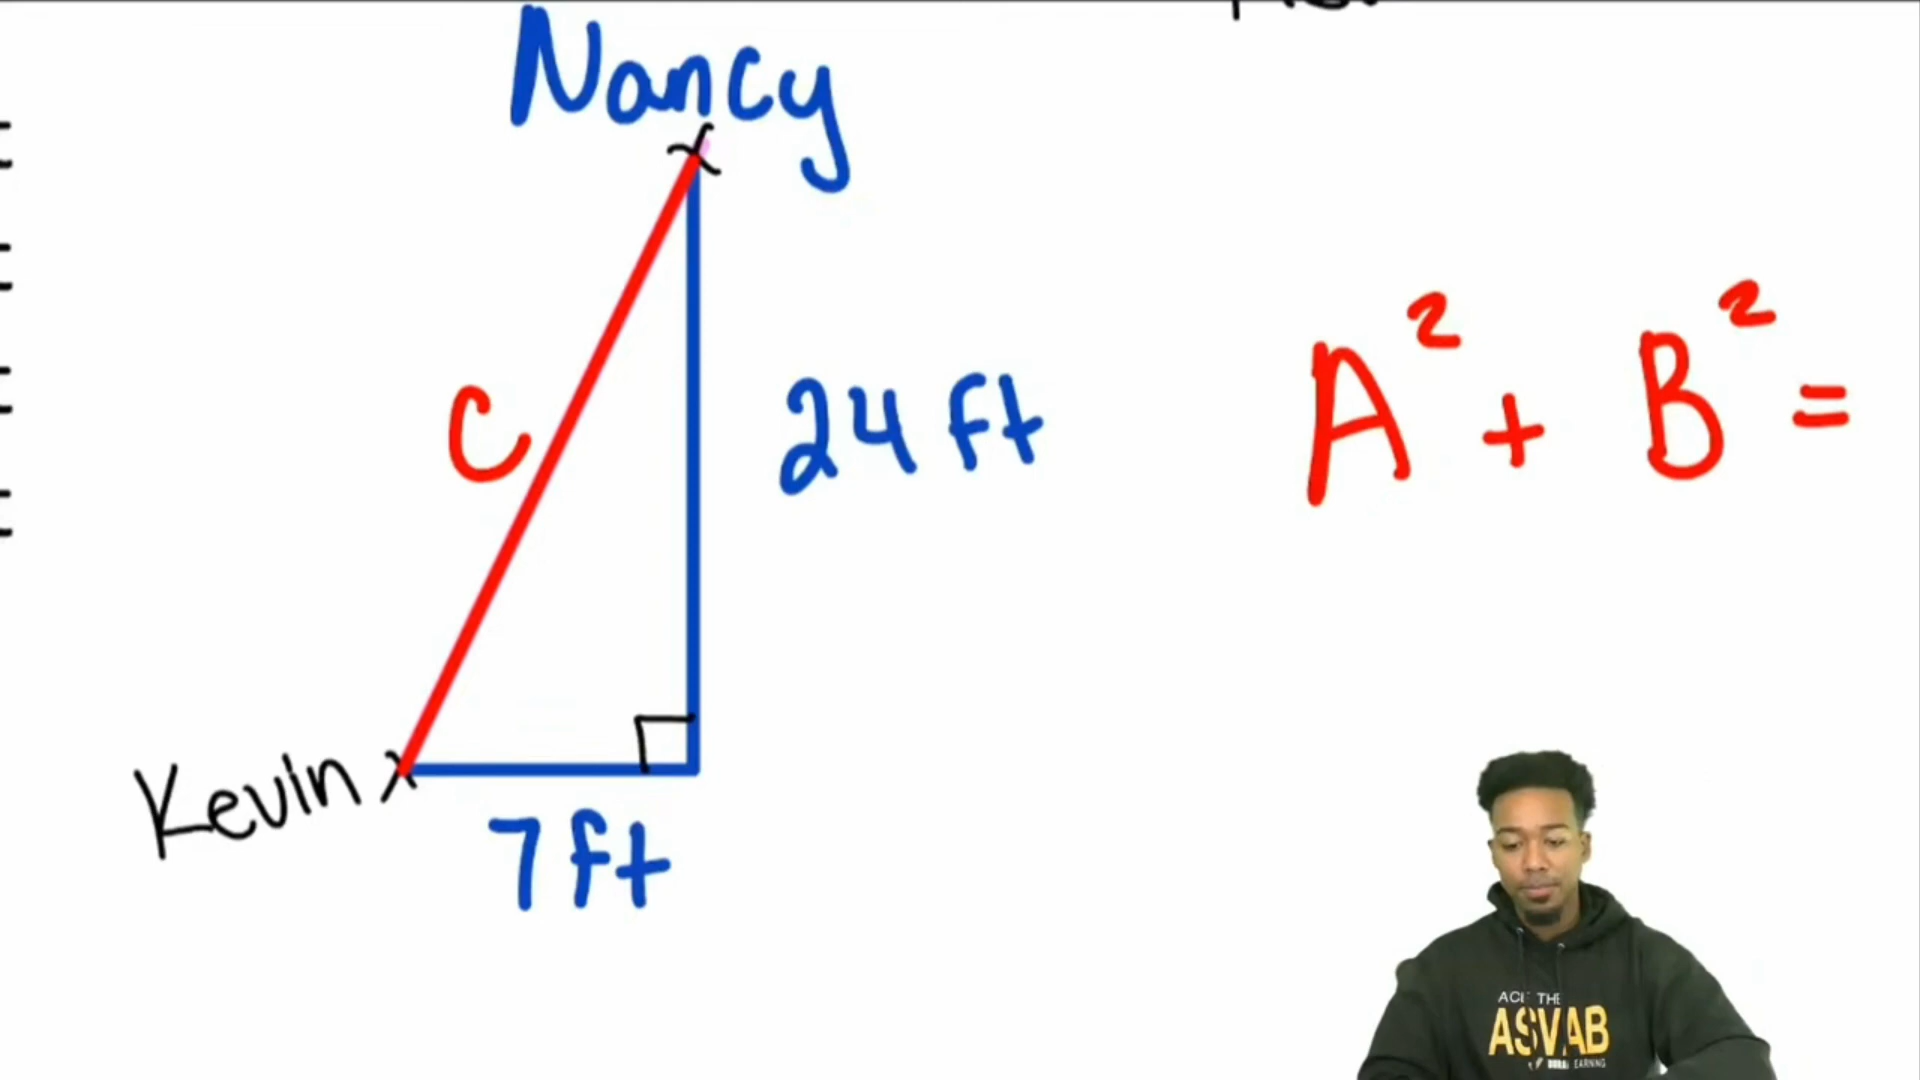 Nancy
C
24 ft
A² + B² =
Kevin
7 ft
ACE THE
ASVAB